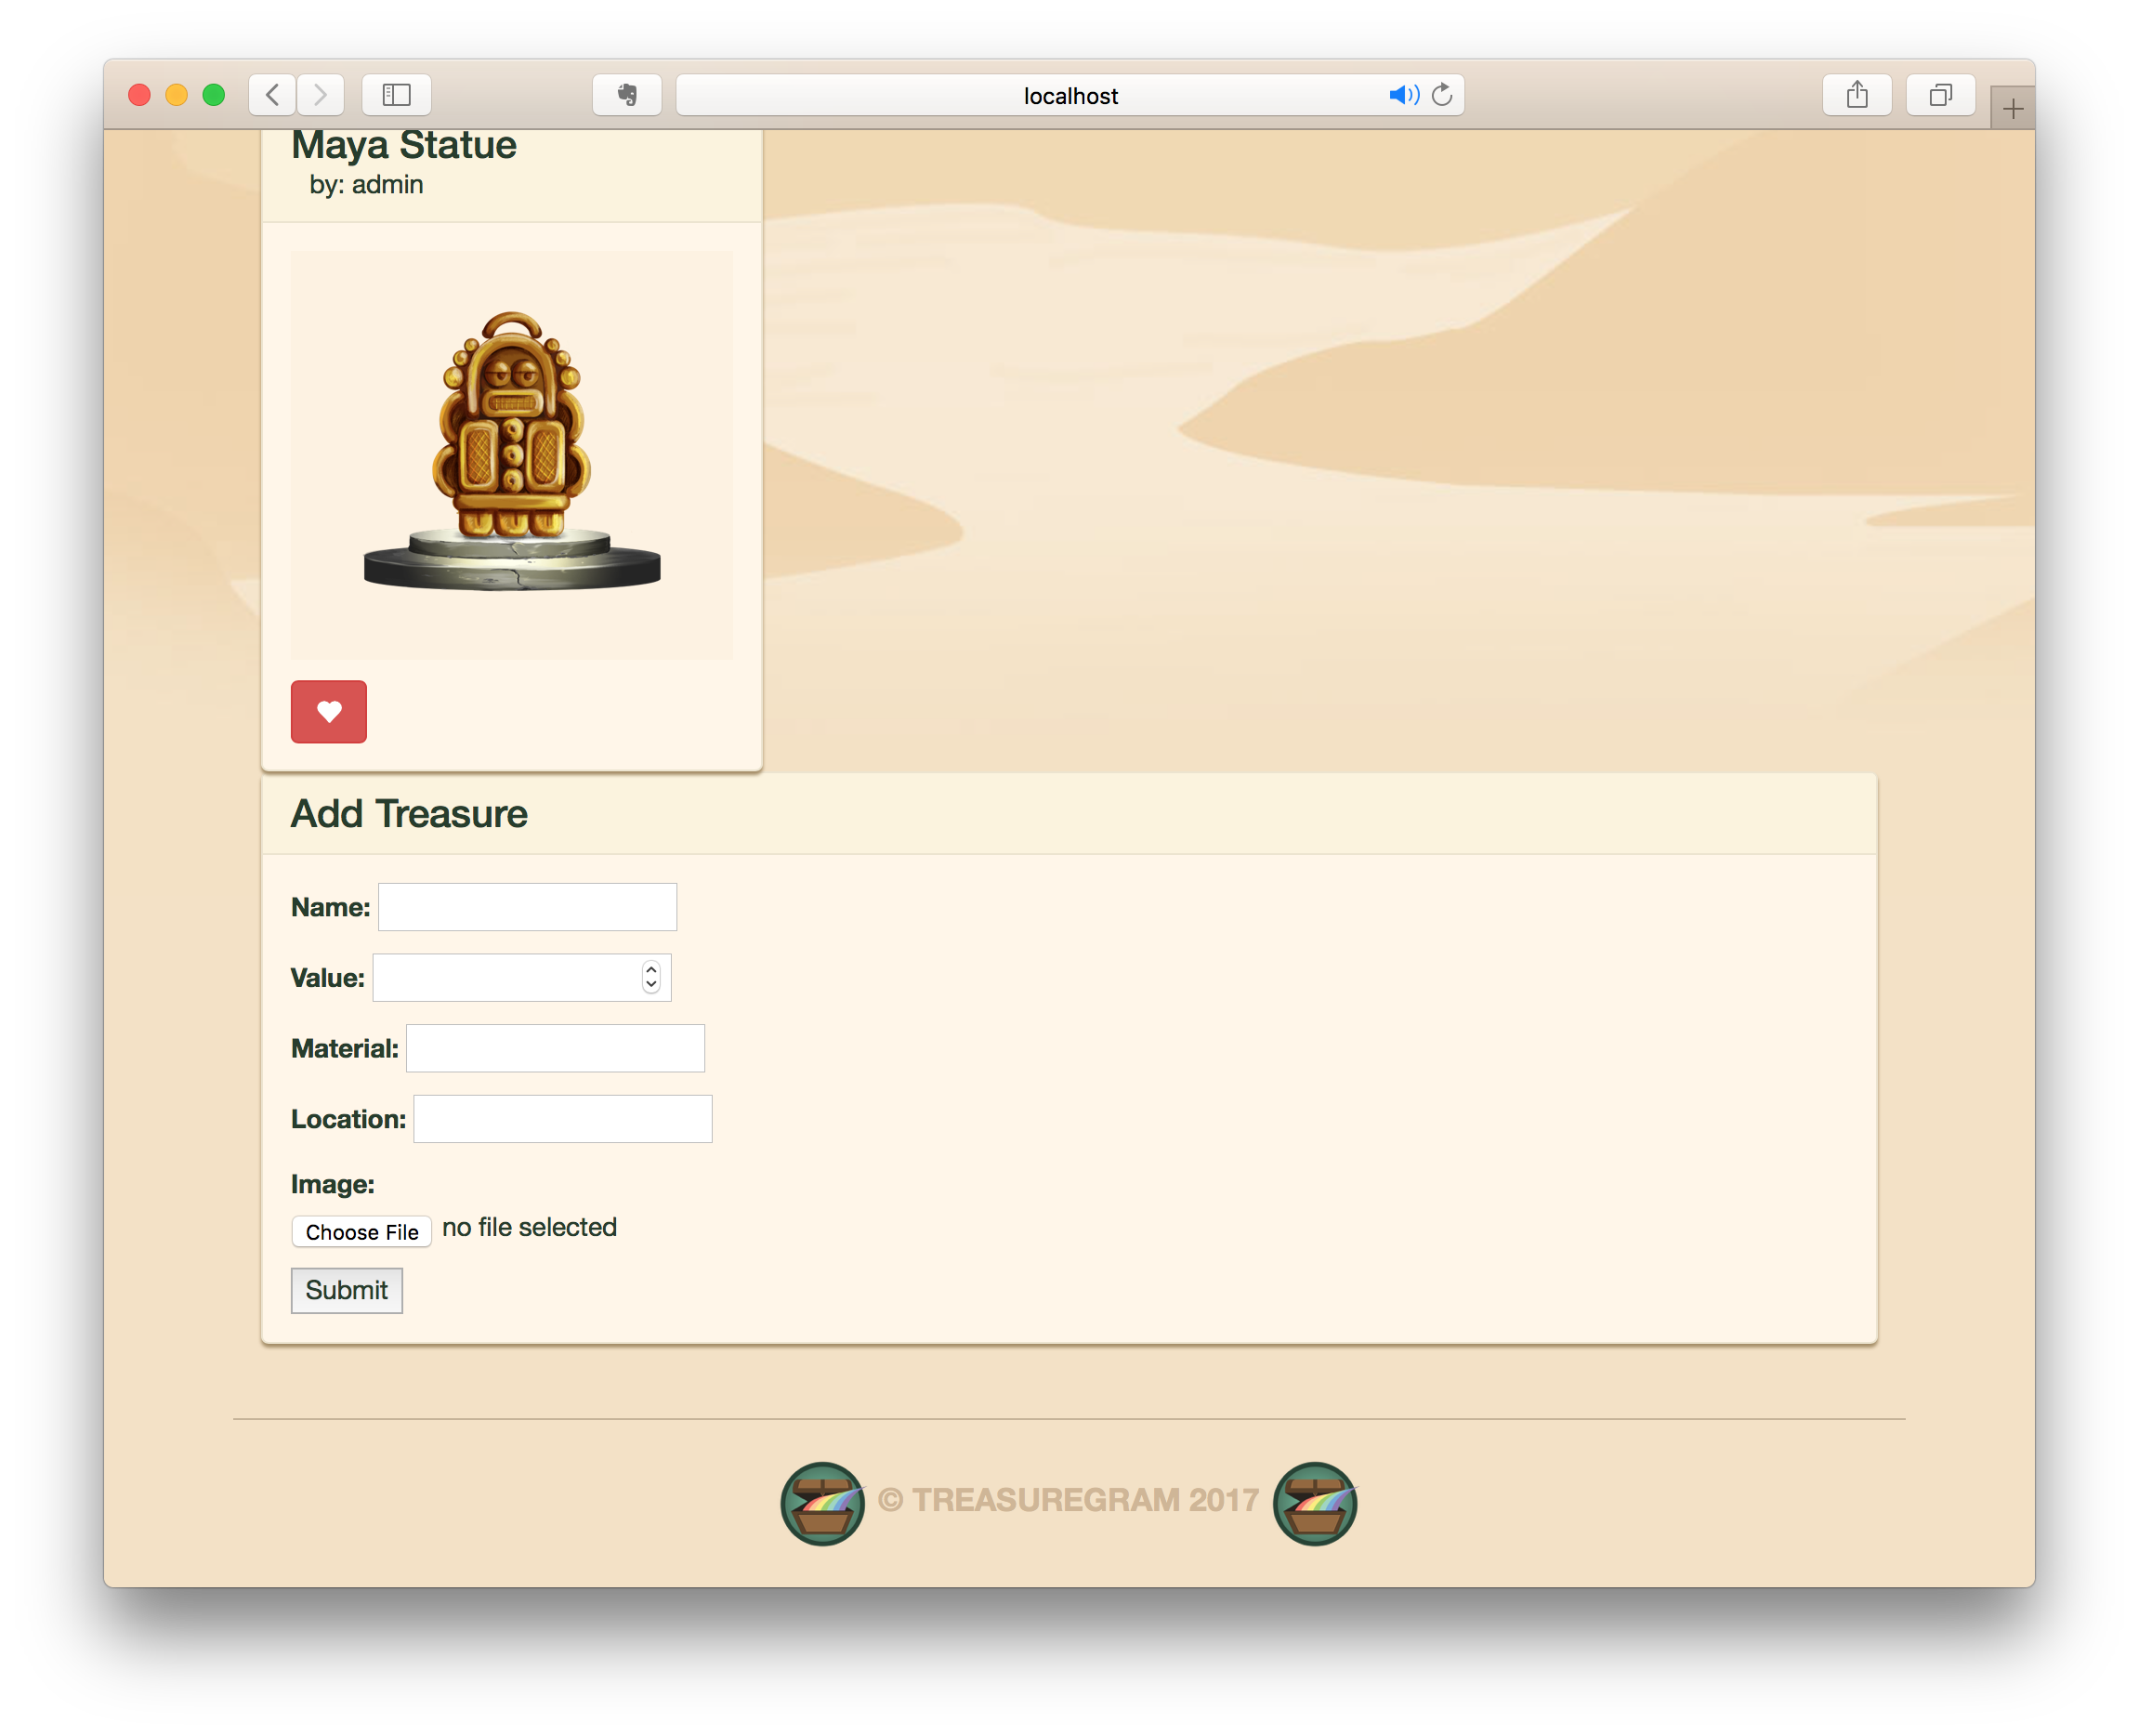 localhost
Maya Statue
by: admin
Add Treasure
Name:
Value:
Material:
Location:
Image:
Choose File no file selected
Submit
© TREASUREGRAM 2017